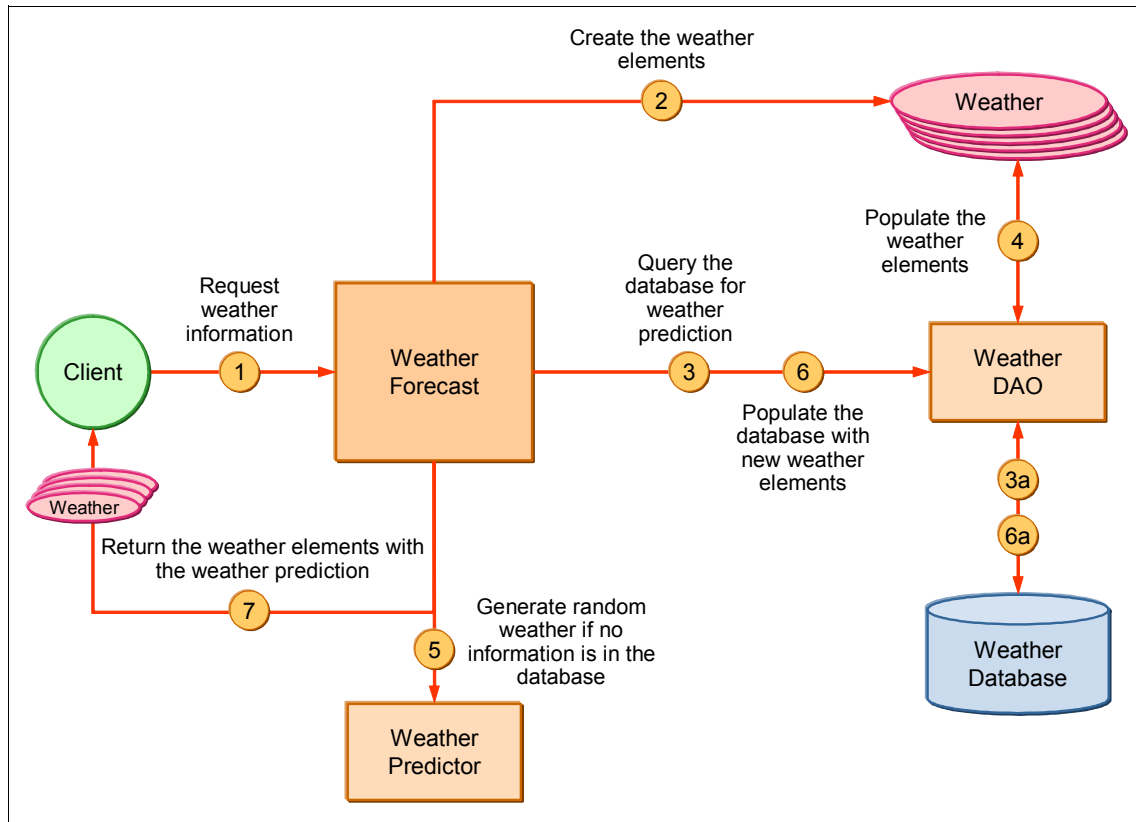 Create the weather
elements
2
Weather
Populate the
weather
elements
4
Query the
database for
weather
prediction
Request
weather
information
Client
1
Weather
Forecast
3
6
Weather
DAO
Populate the
database with
new weather
elements
3a
6a
Weather
Return the weather elements with
the weather prediction
7
Generate random
weather if no
information is in the
database
5
Weather
Database
Weather
Predictor